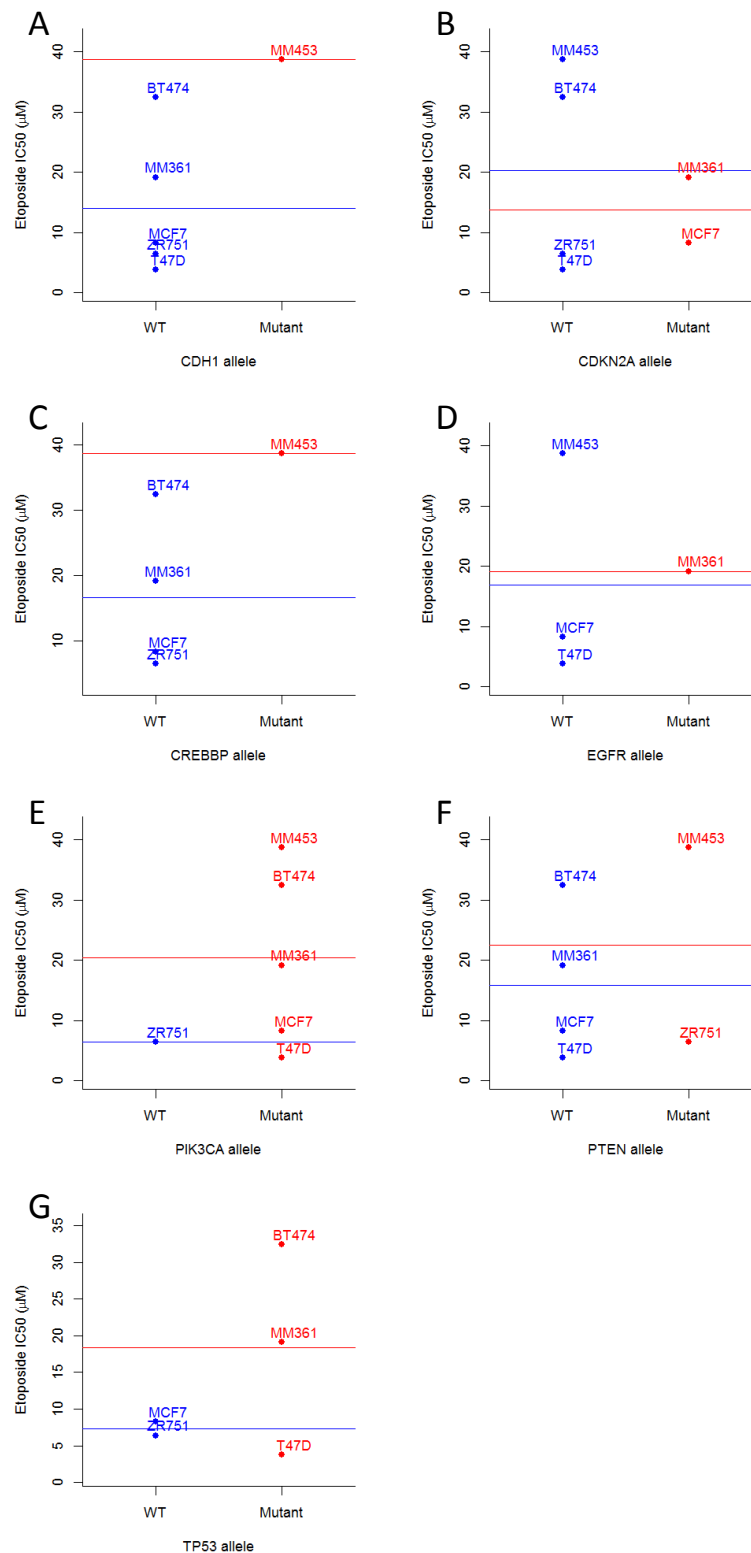 A
Etoposide IC50 (μM)
40
30
20
10
0
MM453
BT474
MM361
MCF7
ZR751
T47D
WT
Mutant
CDH1 allele
B
Etoposide IC50 (μM)
40
30
20
10
0
MM453
BT474
MM361
MCF7
ZR751
T47D
WT
Mutant
CDKN2A allele
C
Etoposide IC50 (μM)
40
30
20
10
MM453
BT474
MM361
MCF7
ZR751
WT
Mutant
CREBBP allele
D
Etoposide IC50 (μM)
40
30
20
10
0
MM453
MM361
MCF7
T47D
WT
Mutant
EGFR allele
E
Etoposide IC50 (μM)
40
30
20
10
0
MM453
BT474
MM361
MCF7
ZR751
T47D
WT
Mutant
PIK3CA allele
F
Etoposide IC50 (μM)
40
30
20
10
0
MM453
BT474
MM361
MCF7
ZR751
T47D
WT
Mutant
PTEN allele
G
Etoposide IC50 (μM)
35
30
25
20
15
10
5
0
BT474
MM361
MCF7
ZR751
T47D
WT
Mutant
TP53 allele